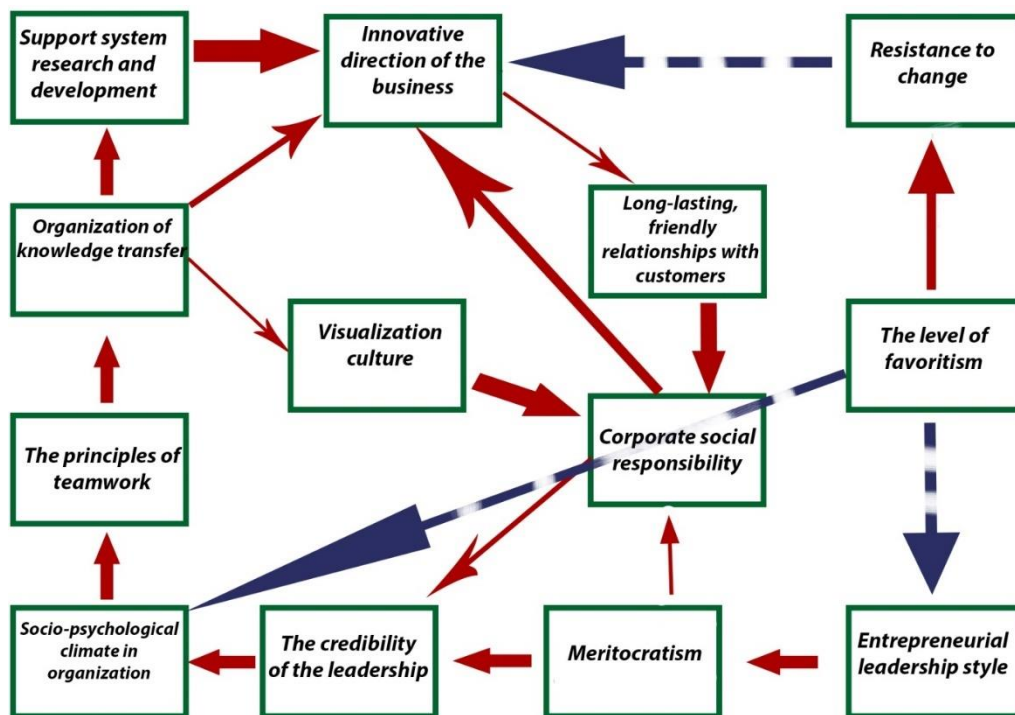 Support system
research and
development
Innovative
direction of the
business
Resistance to
change
Organization of
knowledge transfer
Long-lasting,
friendly
relationships with
customers
Visualization
culture
The level of
favoritism
The principles of
teamwork
Corporate social
responsibility
Socio-psychological
climate in
organization
The credibility
of the leadership
Meritocratism
Entrepreneurial
leadership style